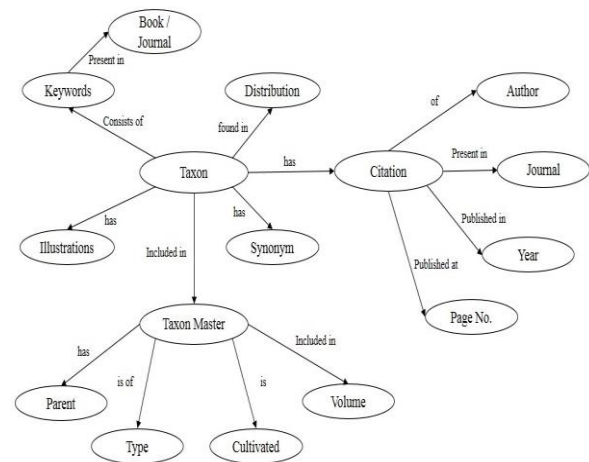 Book /
Journal
Present in
Keywords
Distribution
Author
Consists of
found in
of
Taxon
has
Citation
Present in
Journal
has
has
Published in
Illustrations
Included in
Synonym
Year
Published at
Taxon Master
Page No.
has
Included in
is of
is
Parent
Volume
Type
Cultivated